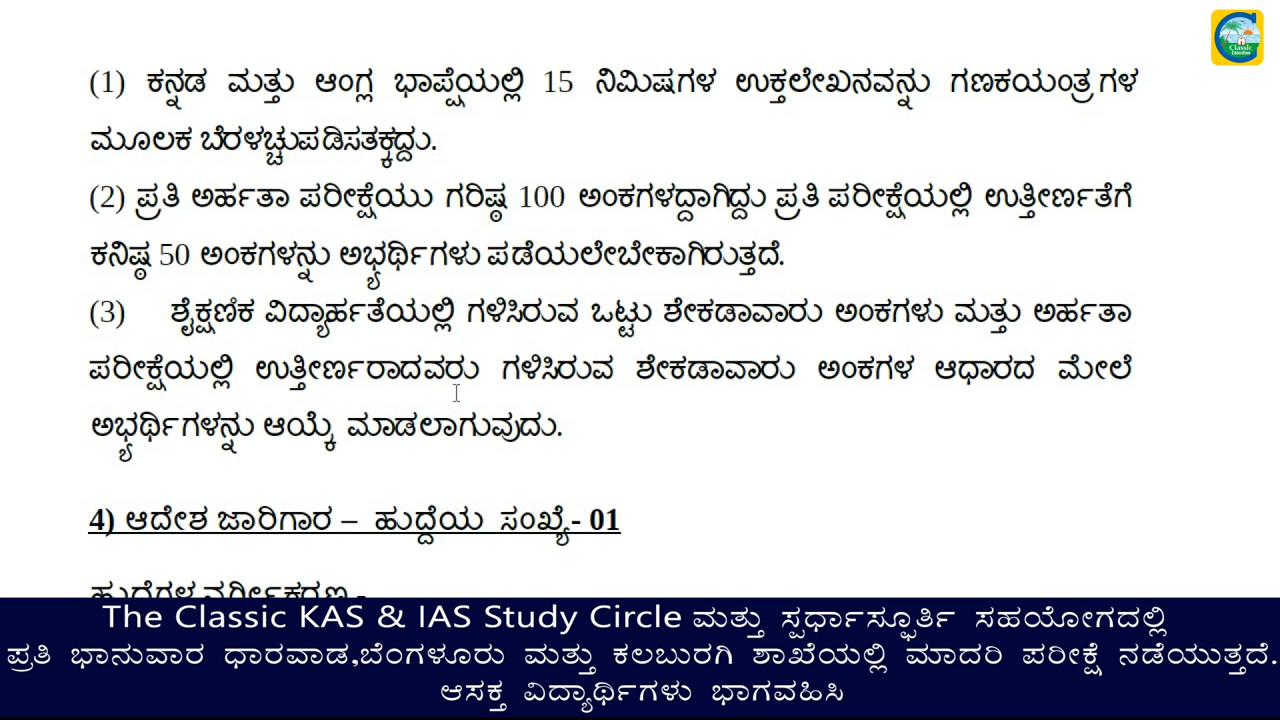 Classic
Education
(1) ಕನ್ನಡ ಮತ್ತು ಆಂಗ್ಲ ಭಾಷೆಯಲ್ಲಿ 15 ನಿಮಿಷಗಳ ಉಕ್ತಲೇಖನವನ್ನು ಗಣಕಯಂತ್ರಗಳ
ಮೂಲಕ ಬೆರಳಚ್ಚುಪಡಿಸತಕ್ಕದ್ದು.
(2) ಪ್ರತಿ ಅರ್ಹತಾ ಪರೀಕ್ಷೆಯು ಗರಿಷ್ಠ 100 ಅಂಕಗಳದ್ದಾಗಿದ್ದು ಪ್ರತಿ ಪರೀಕ್ಷೆಯಲ್ಲಿ ಉತ್ತೀರ್ಣತೆಗೆ
ಕನಿಷ್ಠ 50 ಅಂಕಗಳನ್ನು ಅಭ್ಯರ್ಥಿಗಳು ಪಡೆಯಲೇಬೇಕಾಗಿರುತ್ತದೆ.
(3) ಶೈಕ್ಷಣಿಕ ವಿದ್ಯಾರ್ಹತೆಯಲ್ಲಿ ಗಳಿಸಿರುವ ಒಟ್ಟು ಶೇಕಡಾವಾರು ಅಂಕಗಳು ಮತ್ತು ಅರ್ಹತಾ
ಪರೀಕ್ಷೆಯಲ್ಲಿ ಉತ್ತೀರ್ಣರಾದವರು ಗಳಿಸಿರುವ ಶೇಕಡಾವಾರು ಅಂಕಗಳ ಆಧಾರದ ಮೇಲೆ
ಅಭ್ಯರ್ಥಿಗಳನ್ನು ಆಯ್ಕೆ ಮಾಡಲಾಗುವುದು.
4) ಆದೇಶ ಜಾರಿಗಾರ – ಹುದ್ದೆಯ ಸಂಖ್ಯೆ- 01
The Classic KAS & IAS Study Circle ಮತ್ತು ಸ್ಪರ್ಧಾಸ್ಫೂರ್ತಿ ಸಹಯೋಗದಲ್ಲಿ
ಪ್ರತಿ ಭಾನುವಾರ ಧಾರವಾಡ,ಬೆಂಗಳೂರು ಮತ್ತು ಕಲಬುರಗಿ ಶಾಖೆಯಲ್ಲಿ ಮಾದರಿ ಪರೀಕ್ಷೆ ನಡೆಯುತ್ತದೆ.
ಆಸಕ್ತ ವಿದ್ಯಾರ್ಥಿಗಳು ಭಾಗವಹಿಸಿ